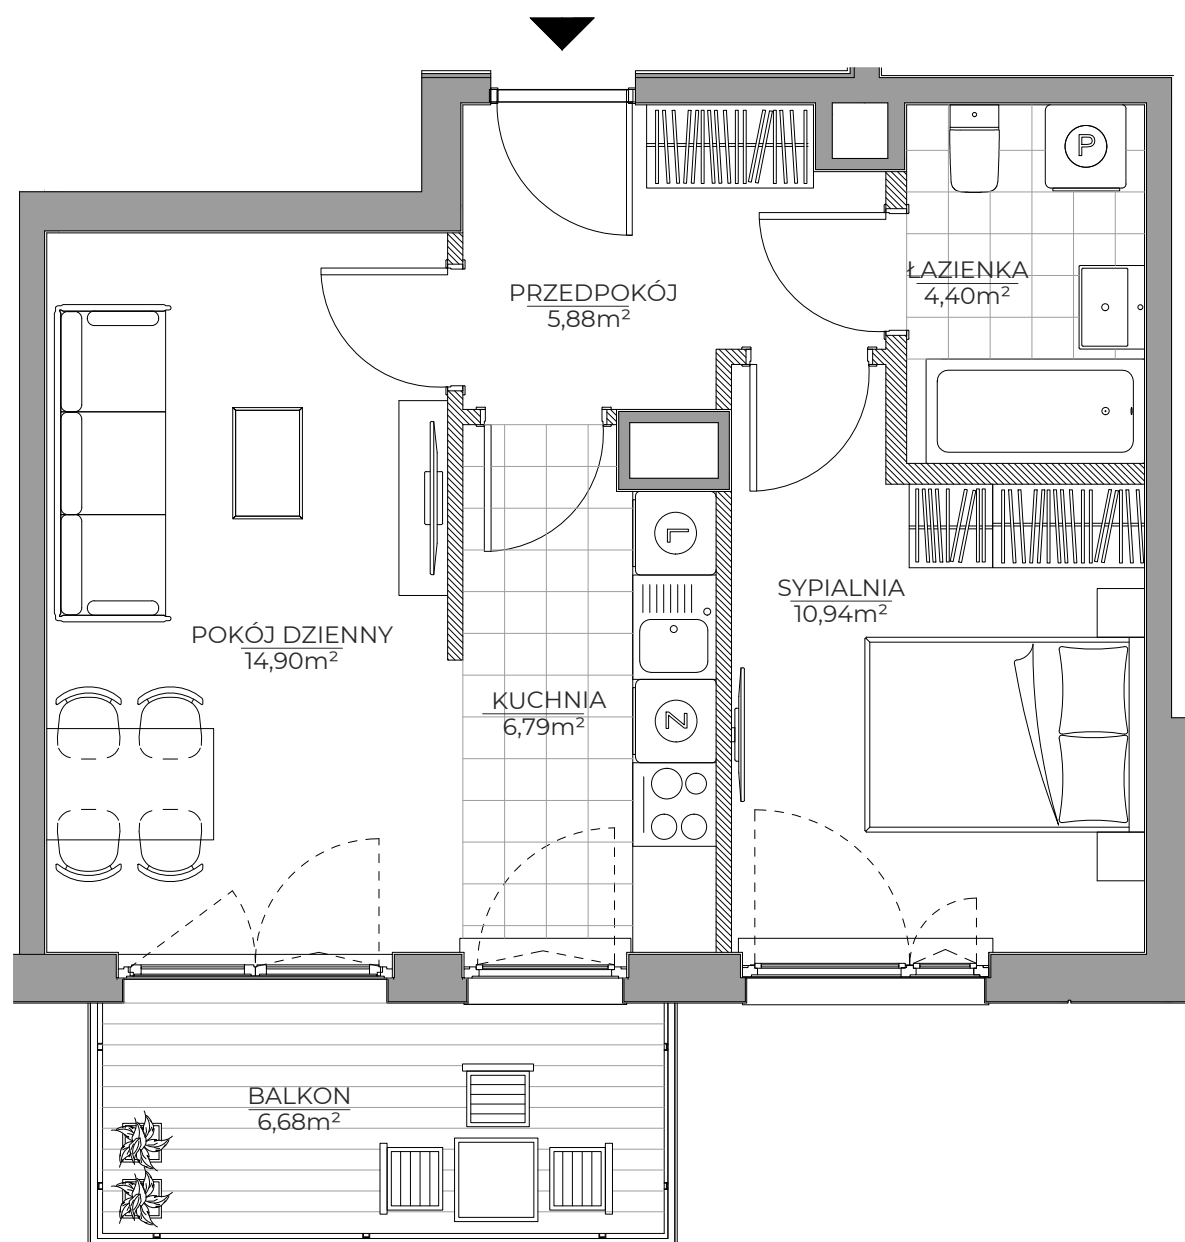 PRZEDPOKÓJ
5,88m²
ŁAZIENKA
4,40m²
P
L
SYPIALNIA
10,94m²
POKÓJ DZIENNY
14,90m²
KUCHNIA
6,79m²
Z
BALKON
6,68m²